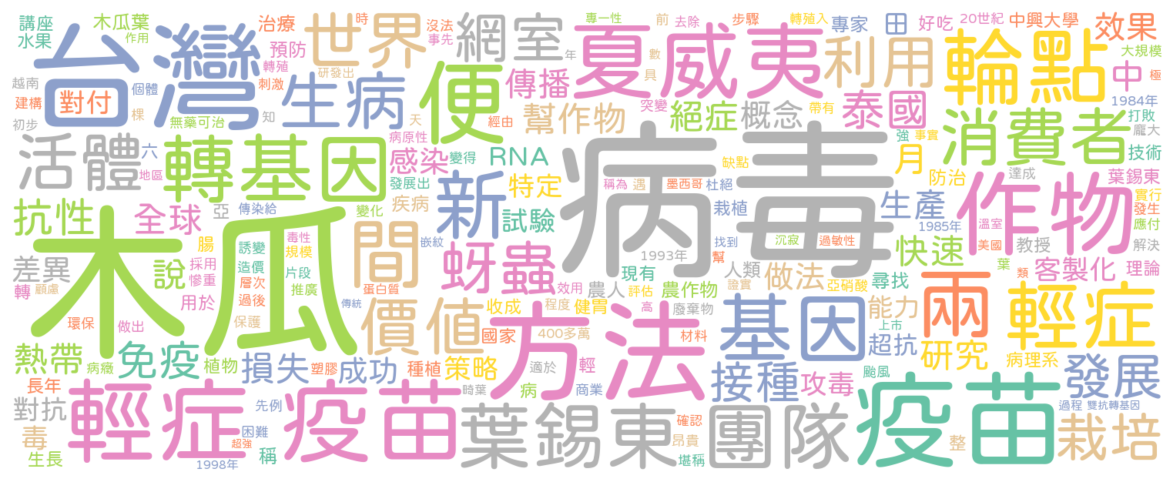 講座 木瓜葉 台灣 治療 世界 時 沒法 網室 專一性 前 去除 步驟 轉殖入 專家 田 好吃 20世紀 中興大學 效果
水果 作用 預防 事先 夏威夷 利用 輪點 大規模
越南 轉殖 研發出 年 便 傳播 數 具 泰國 中 極
建構 對付 個體 刺激 生病 突變 帶有 1984年 打敗
初步 棵 無藥可治 知 天 經由 幫作物 絕症 概念 強 事實 消費者 龐大
活體 六 轉基因 病原性 感染 變得 RNA 病毒 缺點 月 防治 技術
地區 發展出 新 特定 稱為 遇 墨西哥 杜紹 達成 葉錫東
抗性 全球 亞 傳染給 變化 疾病 試驗 栽植 生產 作物 實行 發生
木瓜 腸 誘變 毒性 間 嵌紋 蚜蟲 1993年 找到 幫 沉寂 過敏性 1985年 溫室 美國 應付
差異 說 造價 規模 快速 教授 解決
轉 顧慮 採用 慘重 層次 片段 現有 人類 做法 尋找 葉 類 客製化 理論
用於 過後 推廣 蛋白質 價值 效用 農人 證實 農作物 亞硝酸
環保 做出 保護 傳統 收成 程度 評估 健胃 高 廢棄物 基因 能力 兩 輕症
熱帶 病癥 免疫 植物 國家 400多萬 方法 材料 上市 超抗
損失 塑膠 成功 種植 策略 適於 輕 接種 攻毒 颱風 研究 病理系 發展
長年 騎葉 病 商業
對抗 輕症疫苗 先例 葉錫東 團隊 確認 疫苗 過程 雙抗轉基因
毒 困難 超強 昂貴 整 栽培
生長 1998年 稱 堪稱